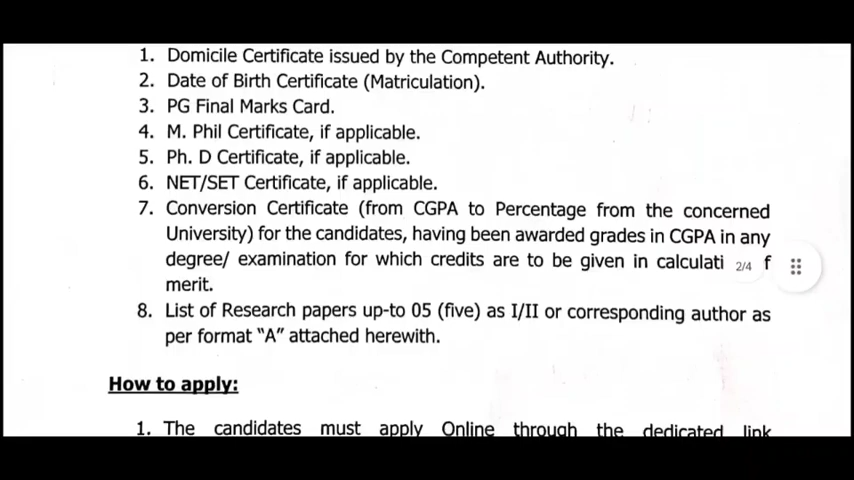 1. Domicile Certificate issued by the Competent Authority.
2. Date of Birth Certificate (Matriculation).
3. PG Final Marks Card.
4. M. Phil Certificate, if applicable.
5. Ph. D Certificate, if applicable.
6. NET/SET Certificate, if applicable.
7. Conversion Certificate (from CGPA to Percentage from the concerned
University) for the candidates, having been awarded grades in CGPA in any
degree/ examination for which credits are to be given in calculati 2/4 f
merit.
8. List of Research papers up-to 05 (five) as I/II or corresponding author as
per format “A” attached herewith.
How to apply:
1. The candidates must apply Online through the dedicated link